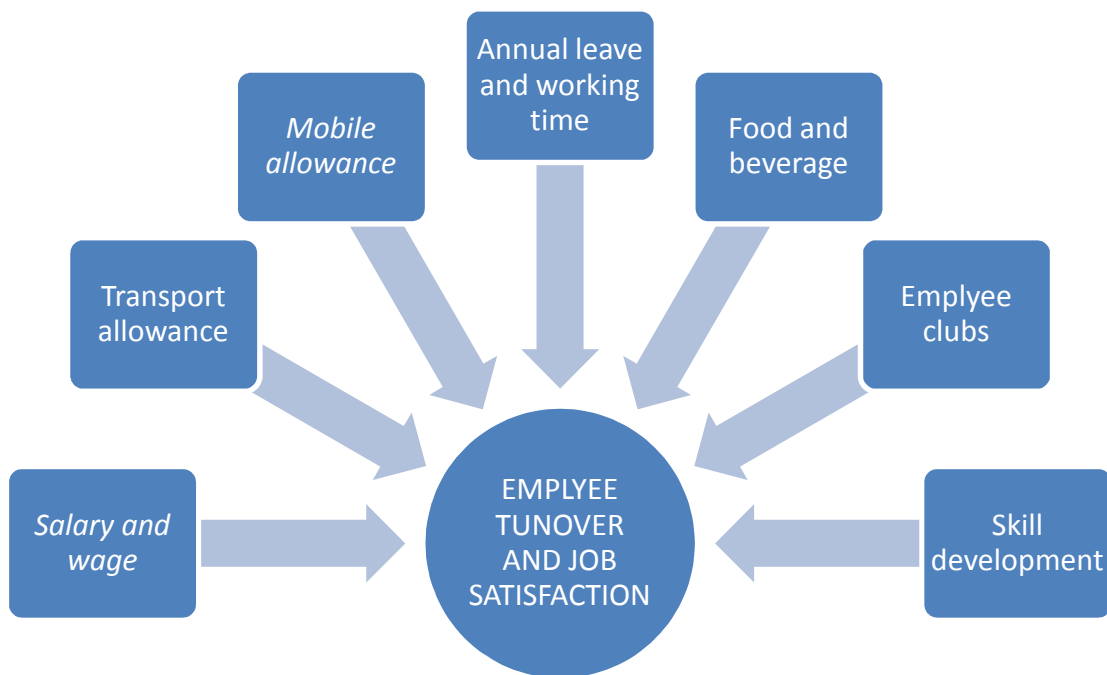 Annual leave
and working
time
Mobile
allowance
Food and
beverage
Transport
allowance
Emplyee
clubs
Salary and
wage
EMPLYEE
TUNOVER
AND JOB
SATISFACTION
Skill
development